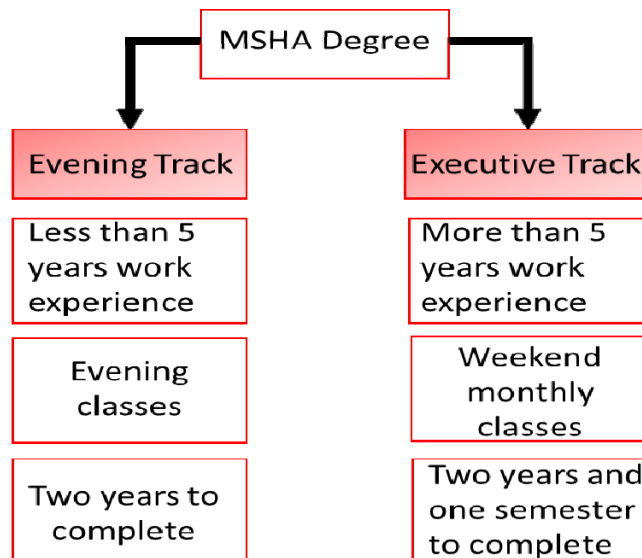 MSHA Degree
Evening Track
Less than 5
years work
experience
Evening
classes
Two years to
complete
Executive Track
More than 5
years work
experience
Weekend
monthly
classes
Two years and
one semester
to complete